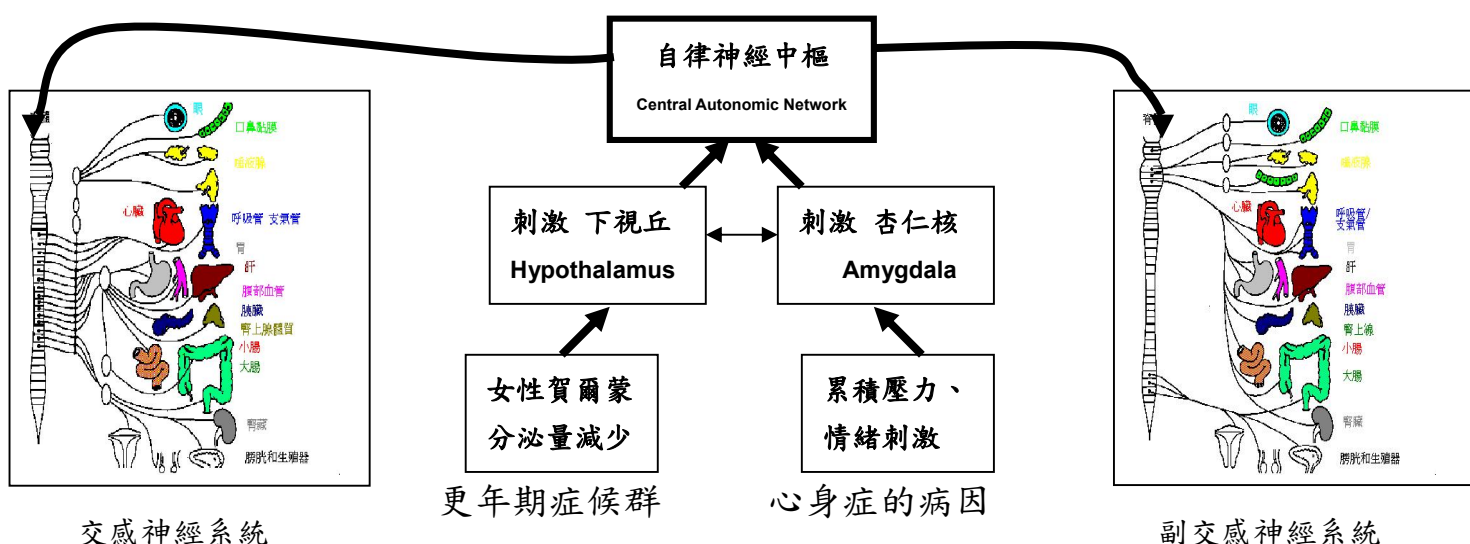 自律神經中樞
Central Autonomic Network
刺激 下視丘
Hypothalamus
刺激 杏仁核
Amygdala
女性賀爾蒙
分泌量減少
累積壓力、
情緒刺激
更年期症候群
心身症的病因
眼
口鼻黏膜
心臟
呼吸管 支氣管
胃
肝
腹部血管
胰臟
腎上腺髓質
小腸
大腸
腎臟
膀胱和生殖器
交感神經系統
脊
眼
口鼻黏膜
心臟
呼吸管/
支氣管
胃
肝
腹部血管
胰臟
腎上線
小腸
大腸
腎臟
膀胱和生殖器
副交感神經系統